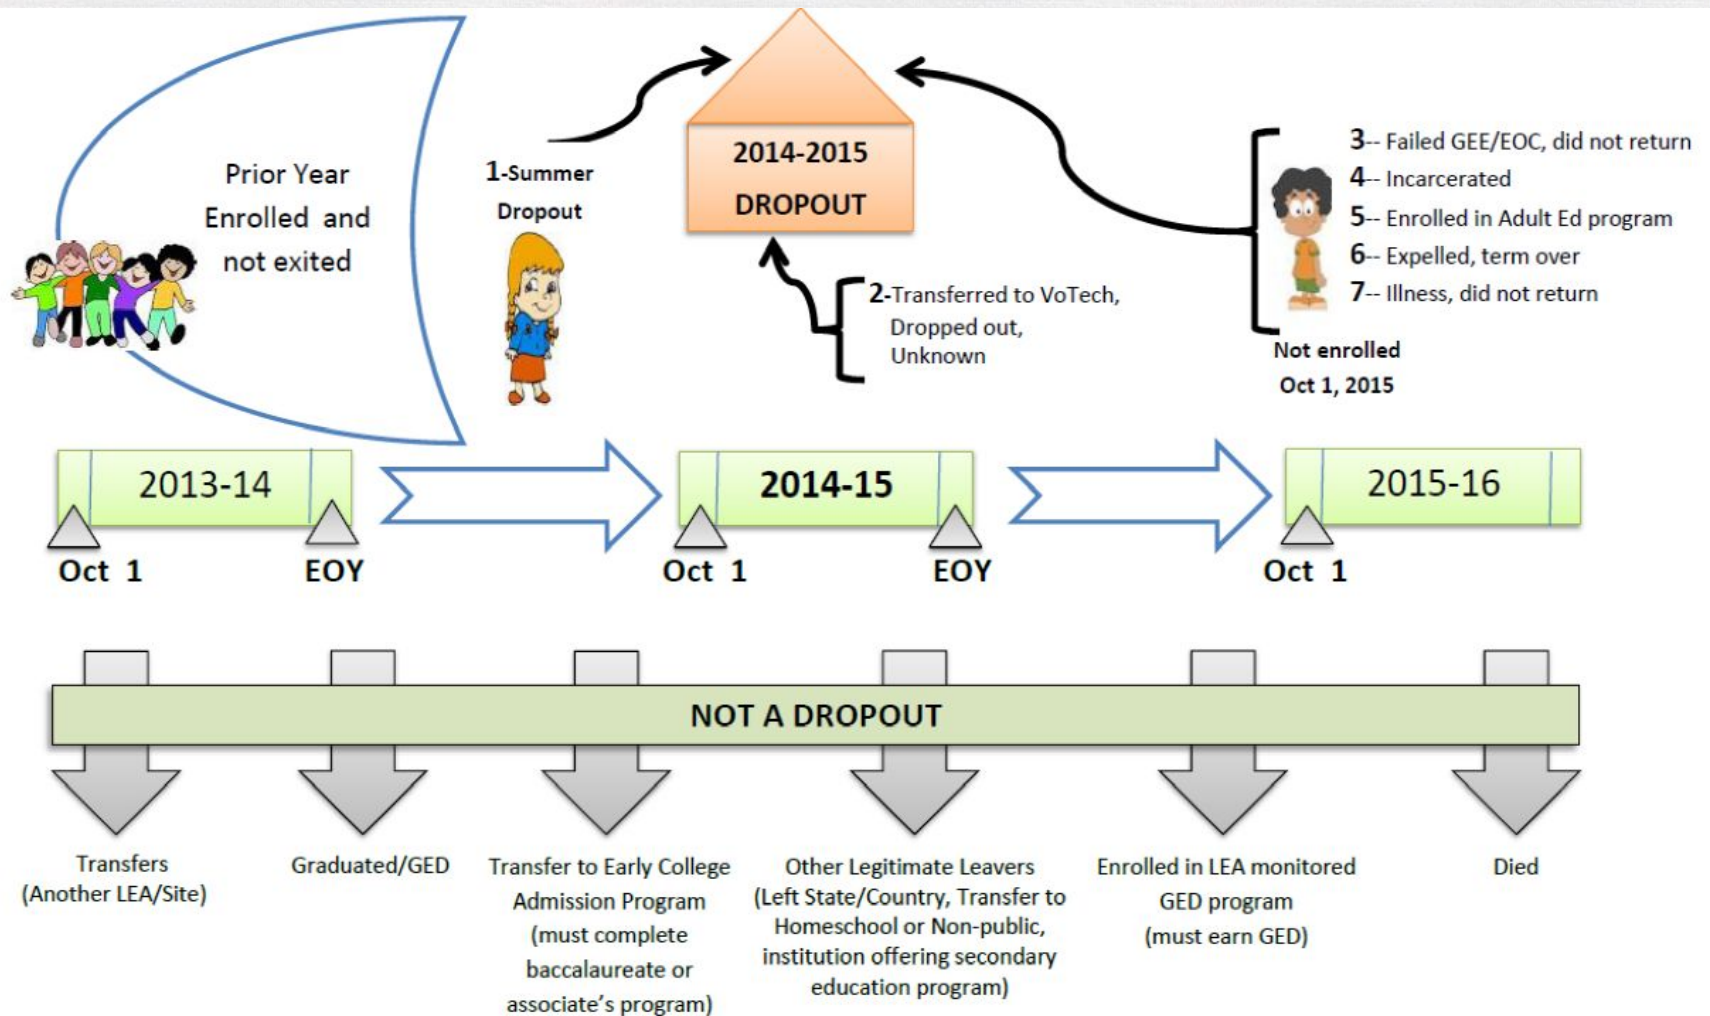 Prior Year
Enrolled and
not exited
1-Summer
Dropout
2014-2015
DROPOUT
2-Transferred to VoTech,
Dropped out,
Unknown
3-- Failed GEE/EOC, did not return
4-- Incarcerated
5-- Enrolled in Adult Ed program
6-- Expelled, term over
7-- Illness, did not return
Not enrolled
Oct 1, 2015
2013-14
2014-15
2015-16
Oct 1
EOY
Oct 1
EOY
Oct 1
NOT A DROPOUT
Transfers
(Another LEA/Site)
Graduated/GED
Transfer to Early College
Admission Program
(must complete
baccalaureate or
associate's program)
Other Legitimate Leavers
(Left State/Country, Transfer to
Homeschool or Non-public,
institution offering secondary
education program)
Enrolled in LEA monitored
GED program
(must earn GED)
Died